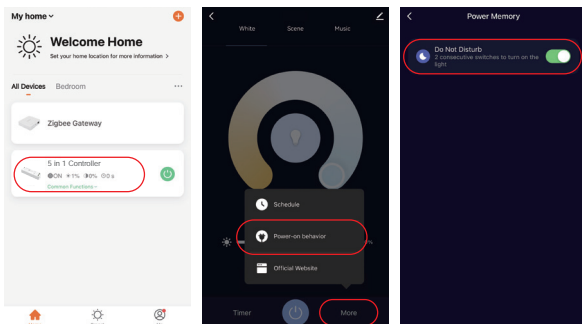 My home
Welcome Home
Set your home location for more information >
All Devices Bedroom ...
Zigbee Gateway
5 in 1 Controller
ON 1% 0% 0 s
Common Functions
White Scene Music
Schedule
Power-on behavior
%
Official Website
Timer More
Power Memory
Do Not Disturb
2 consecutive switches to turn on the
light